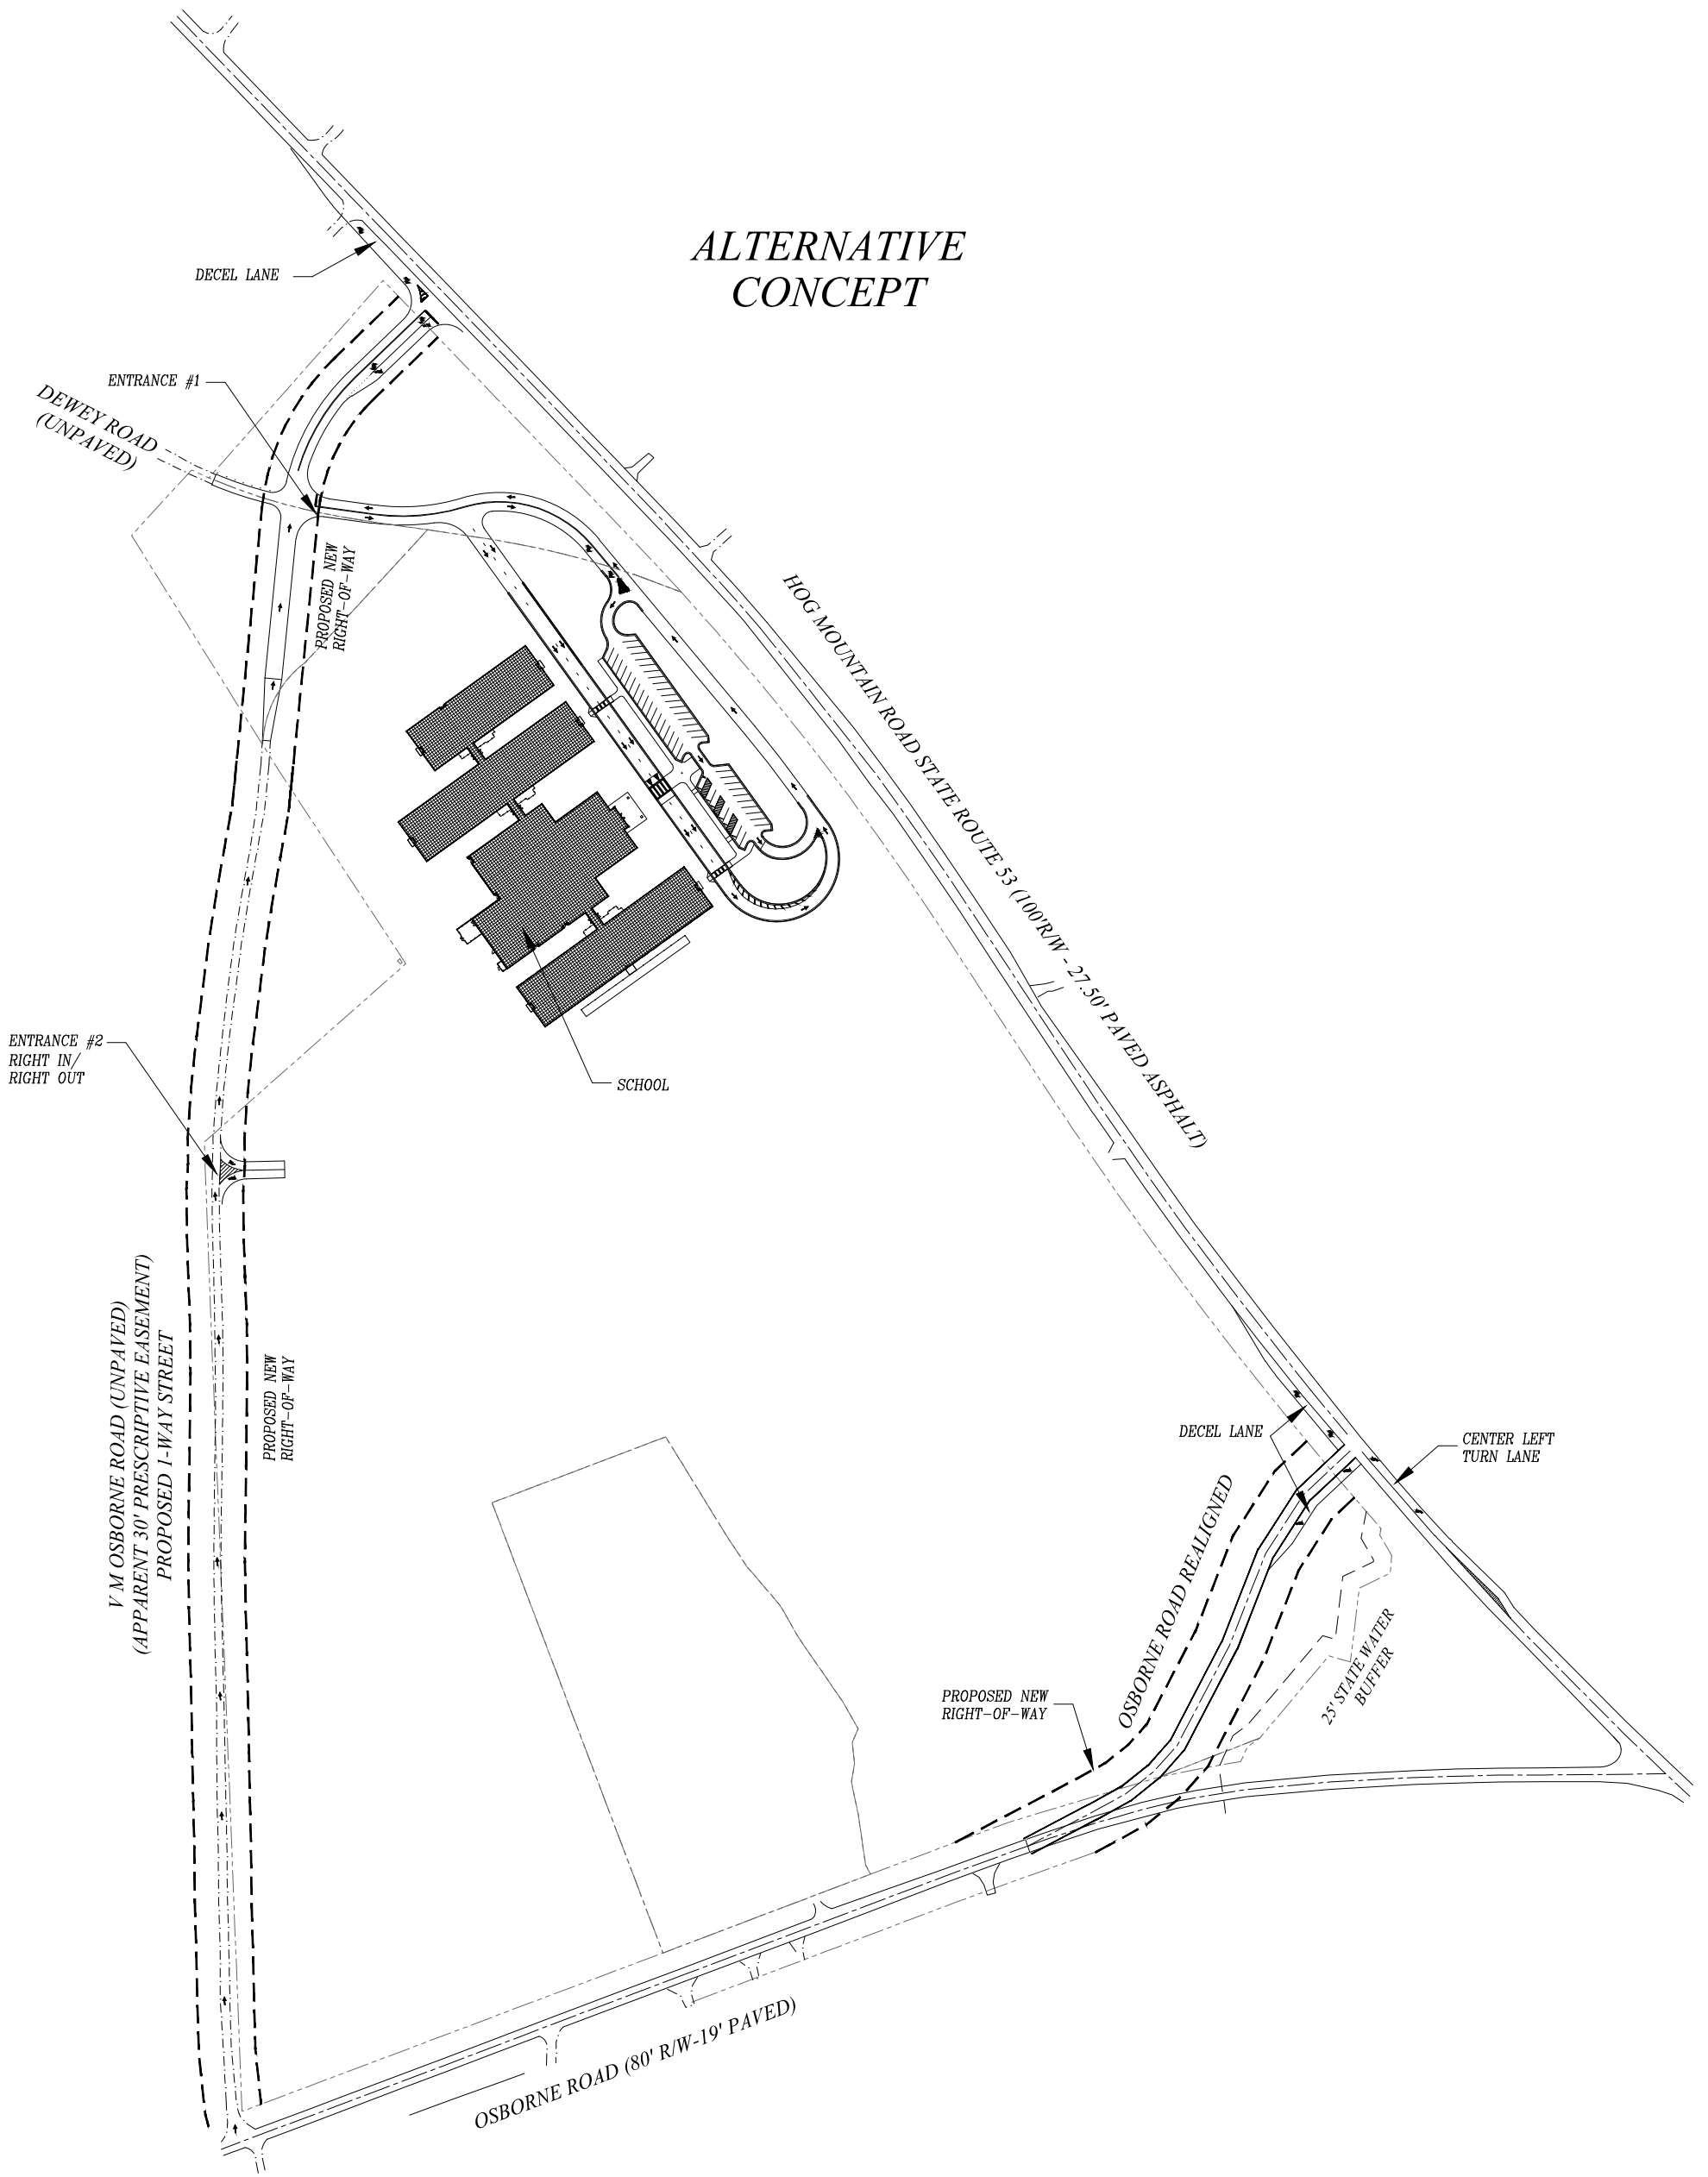 ALTERNATIVE
CONCEPT
DECEL LANE
ENTRANCE #1
DEWEY ROAD
(UNPAVED)
PROPOSED NEW
RIGHT-OF-WAY
HOG MOUNTAIN ROAD STATE ROUTE 53 (100'R/W - 27.50' PAVED ASPHALT)
ENTRANCE #2
RIGHT IN/
RIGHT OUT
SCHOOL
V M OSBORNE ROAD (UNPAVED)
(APPARENT 30' PRESCRIPTIVE EASEMENT)
PROPOSED 1-WAY STREET
PROPOSED NEW
RIGHT-OF-WAY
DECEL LANE
CENTER LEFT
TURN LANE
OSBORNE ROAD REALIGNED
25' STATE WATER
BUFFER
PROPOSED NEW
RIGHT-OF-WAY
OSBORNE ROAD (80' R/W-19' PAVED)